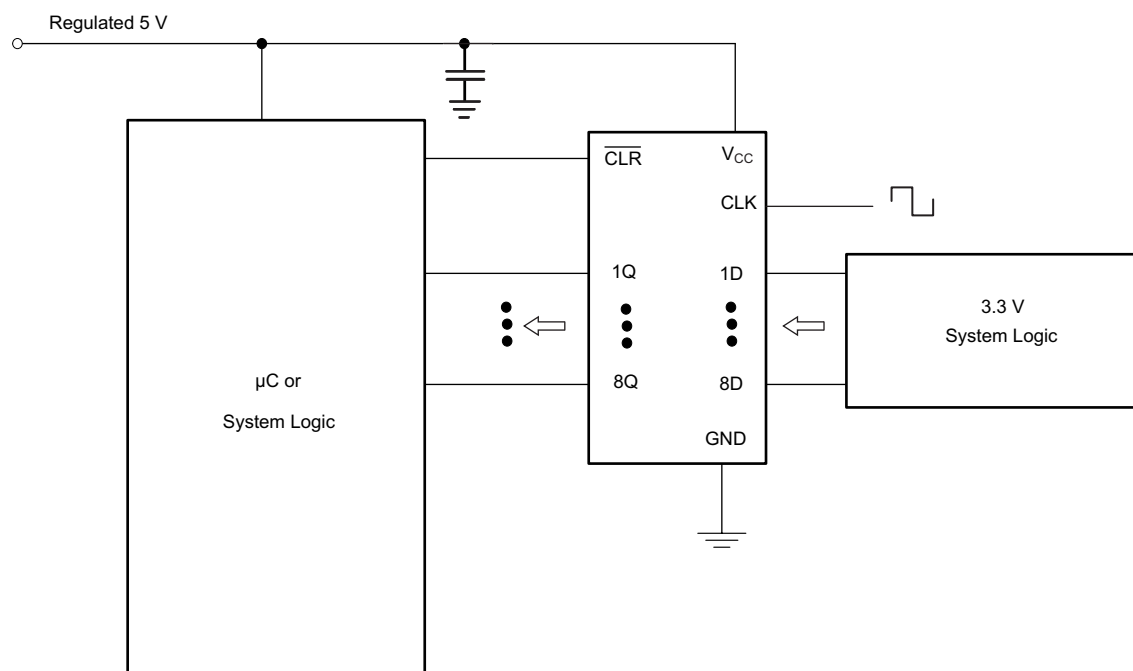 Regulated 5 V
CLR
VCC
CLK
1Q
1D
3.3 V
System Logic
µC or
System Logic
8Q
8D
GND